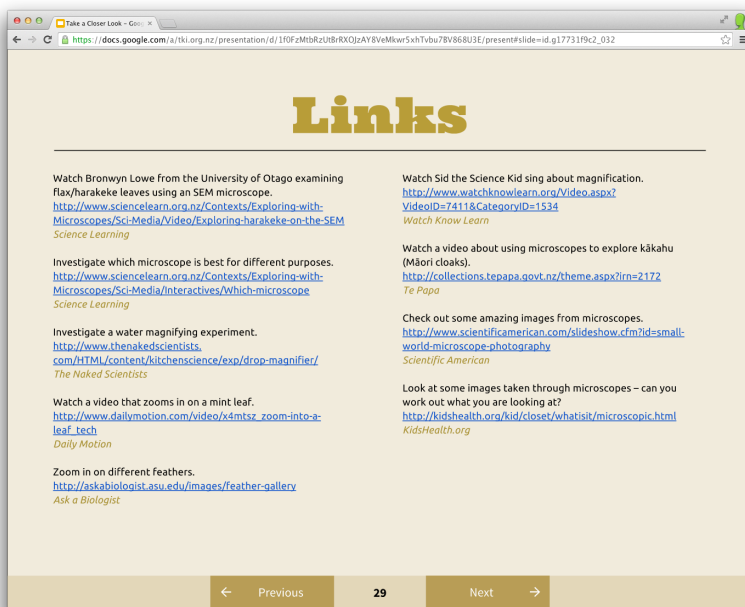 Take a Closer Look – Goog
https://docs.google.com/a/tki.org.nz/presentation/d/1f0FzMtbRzUtBrRXOJzAY8VeMkwr5xhTvbu7BV868U3E/present#slide=id.g17731f9c2_032
Links
Watch Bronwyn Lowe from the University of Otago examining
flax/harakeke leaves using an SEM microscope.
http://www.sciencelearn.org.nz/Contexts/Exploring-with-
Microscopes/Sci-Media/Video/Exploring-harakeke-on-the-SEM
Science Learning
Investigate which microscope is best for different purposes.
http://www.sciencelearn.org.nz/Contexts/Exploring-with-
Microscopes/Sci-Media/Interactives/Which-microscope
Science Learning
Investigate a water magnifying experiment.
http://www.thenakedscientists.
com/HTML/content/kitchenscience/exp/drop-magnifier/
The Naked Scientists
Watch a video that zooms in on a mint leaf.
http://www.dailymotion.com/video/x4mtsz_zoom-into-a-
leaf_tech
Daily Motion
Zoom in on different feathers.
http://askabiologist.asu.edu/images/feather-gallery
Ask a Biologist
Watch Sid the Science Kid sing about magnification.
http://www.watchknowlearn.org/Video.aspx?
VideoID=7411&CategoryID=1534
Watch Know Learn
Watch a video about using microscopes to explore kākahu
(Māori cloaks).
http://collections.tepapa.govt.nz/theme.aspx?irn=2172
Te Papa
Check out some amazing images from microscopes.
http://www.scientificamerican.com/slideshow.cfm?id=small-
world-microscope-photography
Scientific American
Look at some images taken through microscopes – can you
work out what you are looking at?
http://kidshealth.org/kid/closet/whatisit/microscopic.html
KidsHealth.org
Previous
29
Next